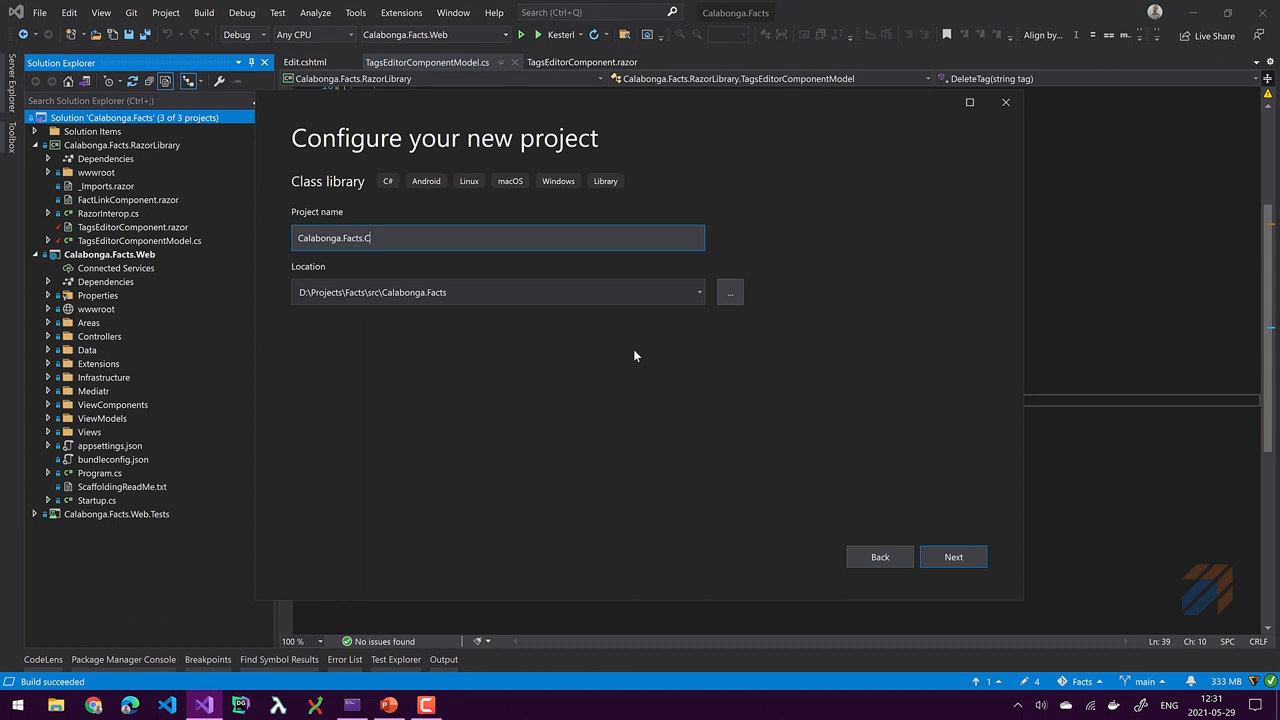 File Edit View Git Project Build Debug Test Analyze Tools Extensions Window Help Search (Ctrl+Q) Calabonga.Facts
Debug Any CPU Calabonga.Facts.Web Kesterl Align by... Live Share
Server Explorer
Toolbox
Solution Explorer
Search Solution Explorer (Ctrl+;)
Solution 'Calabonga.Facts' (3 of 3 projects)
Solution Items
Calabonga.Facts.RazorLibrary
Dependencies
wwwroot
_Imports.razor
FactLinkComponent.razor
RazorInterop.cs
TagsEditorComponent.razor
TagsEditorComponentModel.cs
Calabonga.Facts.Web
Connected Services
Dependencies
Properties
wwwroot
Areas
Controllers
Data
Extensions
Infrastructure
Mediatr
ViewComponents
ViewModels
Views
appsettings.json
bundleconfig.json
Program.cs
ScaffoldingReadMe.txt
Startup.cs
Calabonga.Facts.Web.Tests
Edit.cshtml TagsEditorComponentModel.cs TagsEditorComponent.razor
Calabonga.Facts.RazorLibrary Calabonga.Facts.RazorLibrary.TagsEditorComponentModel DeleteTag(string tag)
Configure your new project
Class library C# Android Linux macOS Windows Library
Project name
Calabonga.Facts.C
Location
D:\Projects\Facts\src\Calabonga.Facts ...
Back Next
100 % No issues found Ln: 39 Ch: 10 SPC CRLF
CodeLens Package Manager Console Breakpoints Find Symbol Results Error List Test Explorer Output
Build succeeded 1 4 Facts main 333 MB
ENG 12:31
2021-05-29